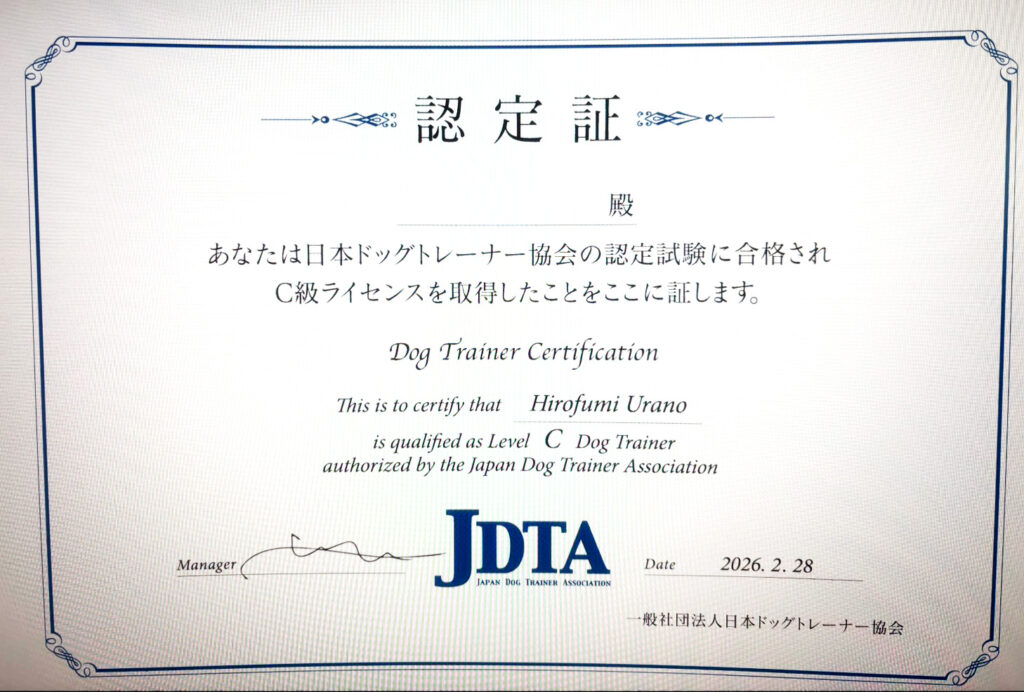 認定証
殿
あなたは日本ドッグトレーナー協会の認定試験に合格され
C級ライセンスを取得したことをここに証します。
Dog Trainer Certification
This is to certify that Hirofumi Urano
is qualified as Level C Dog Trainer
authorized by the Japan Dog Trainer Association
Manager
JDTA
JAPAN DOG TRAINER ASSOCIATION
Date 2026. 2. 28
一般社団法人日本ドッグトレーナー協会